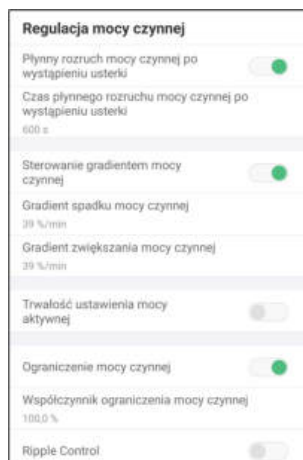 Regulacja mocy czynnej
Płynny rozruch mocy czynnej po
wystąpieniu usterki
Czas płynnego rozruchu mocy czynnej po
wystąpieniu usterki
600 s
Sterowanie gradientem mocy
czynnej
Gradient spadku mocy czynnej
39 %/min
Gradient zwiększania mocy czynnej
39 %/min
Trwałość ustawienia mocy
aktywnej
Ograniczenie mocy czynnej
Współczynnik ograniczenia mocy czynnej
100,0 %
Ripple Control